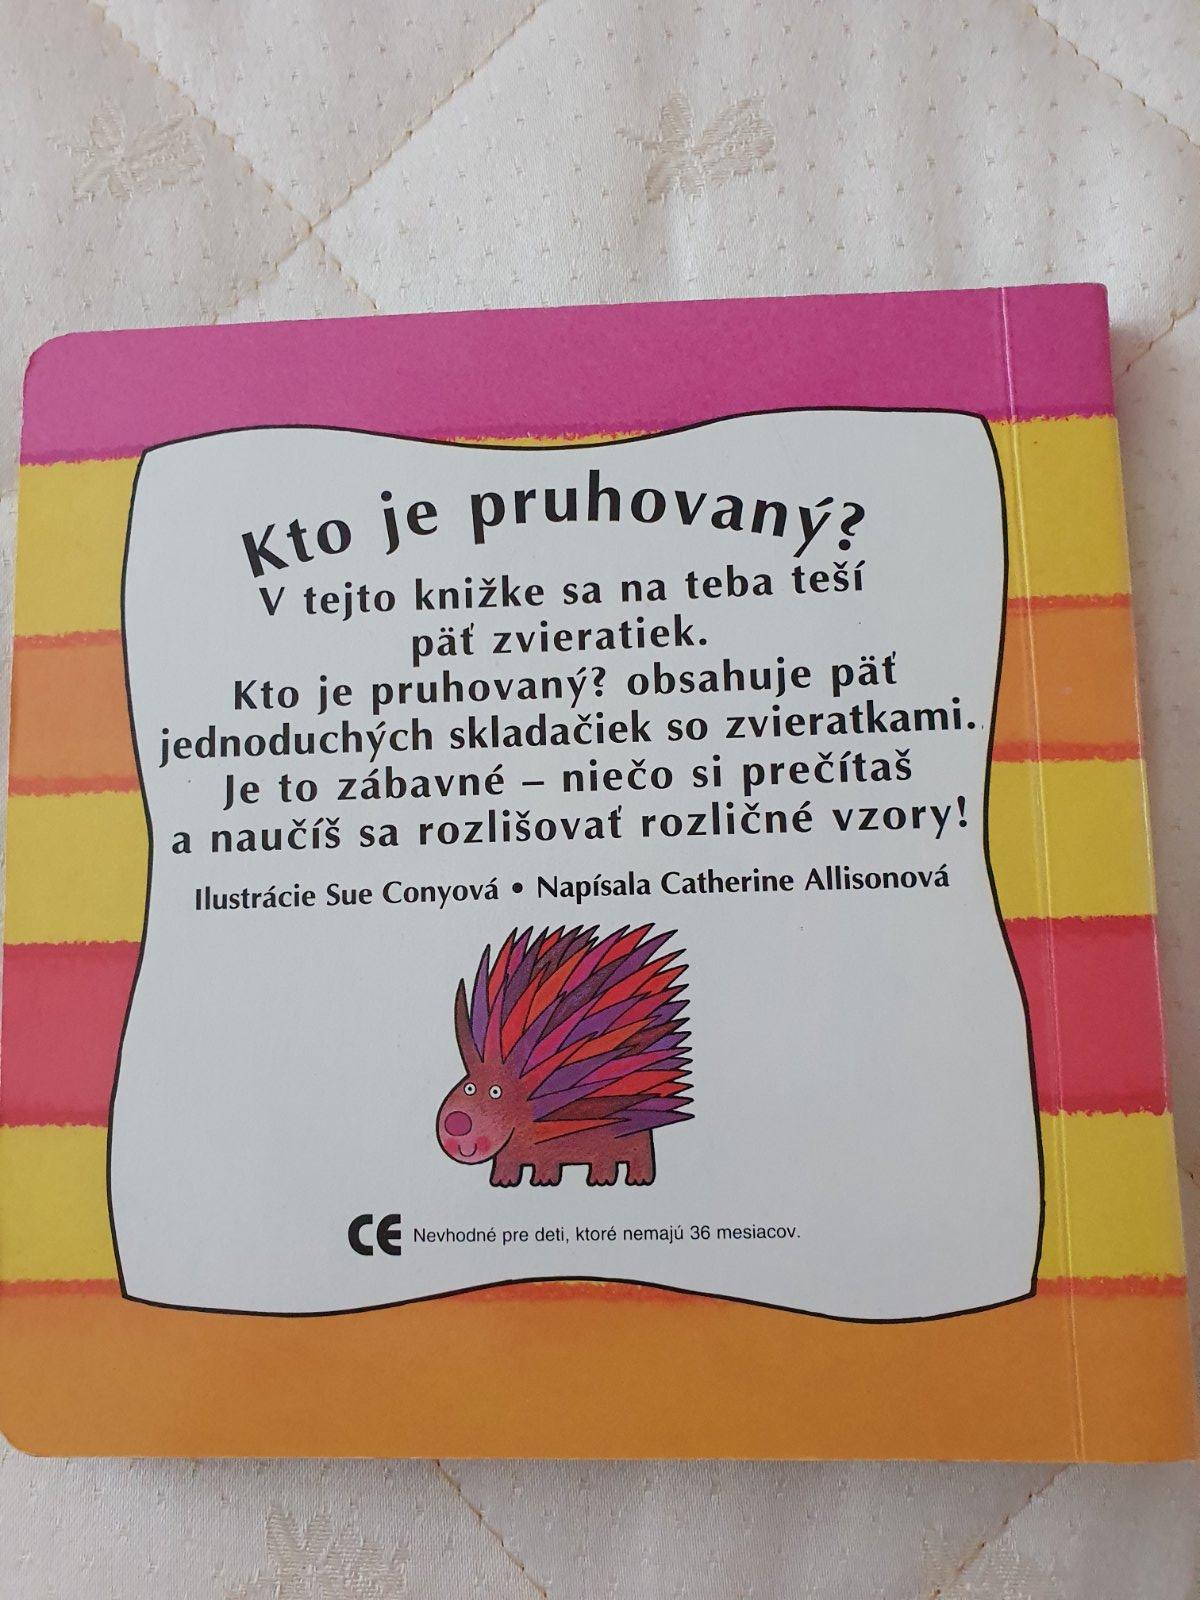 Kto je pruhovaný?
V tejto knižke sa na teba teší
päť zvieratiek.
Kto je pruhovaný? obsahuje päť
jednoduchých skladačiek so zvieratkami.
Je to zábavné – niečo si prečítaš
a naučíš sa rozlišovať rozličné vzory!
Ilustrácie Sue Conyová • Napísala Catherine Allisonová
CE Nevhodné pre deti, ktoré nemajú 36 mesiacov.